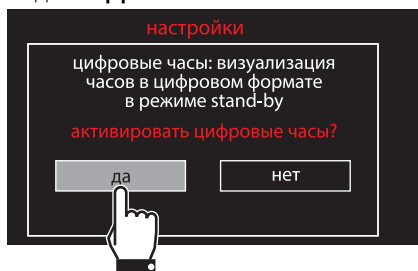 настройки
цифровые часы: визуализация
часов в цифровом формате
в режиме stand-by
активировать цифровые часы?
да
нет